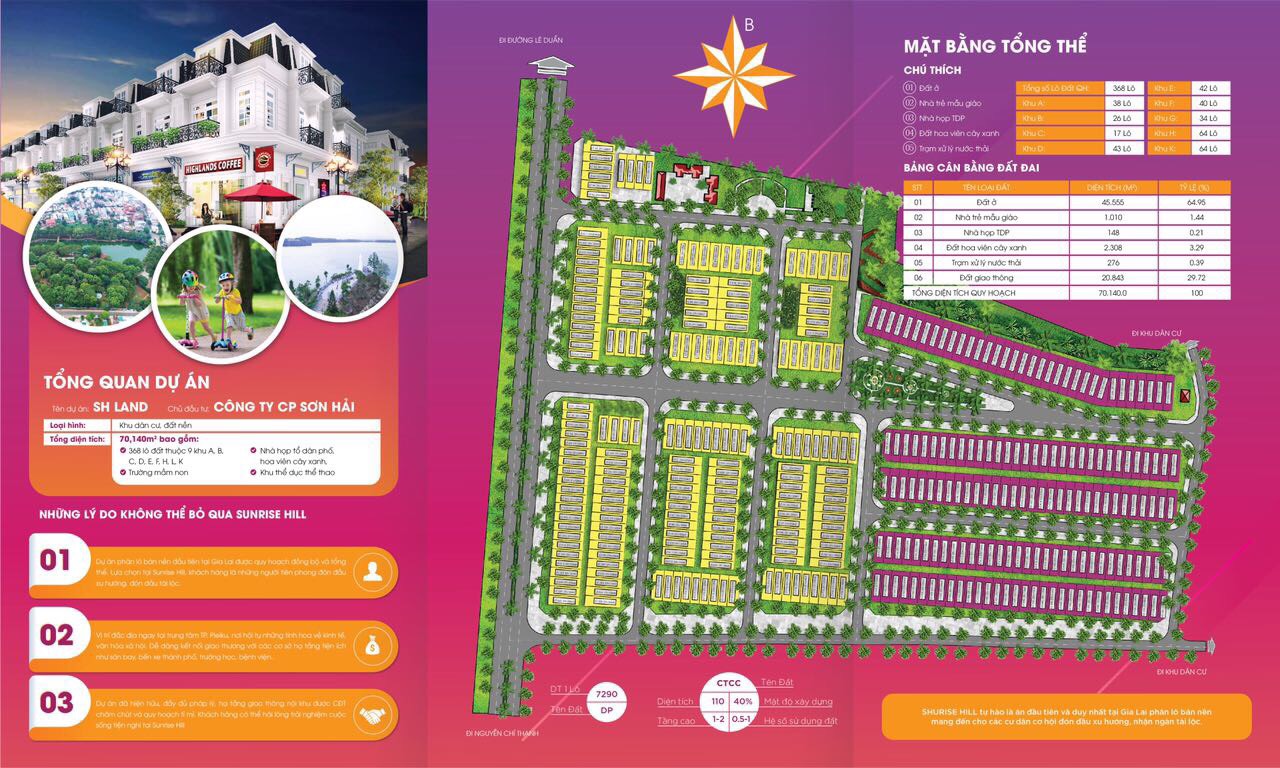 HIGHLANDS COFFEE
TỔNG QUAN DỰ ÁN
Tên dự án: SH LAND Chủ đầu tư: CÔNG TY CP SƠN HẢI
Loại hình: Khu dân cư, đất nền
Tổng diện tích: 70,140m² bao gồm:
368 lô đất thuộc 9 khu A, B,
C, D, E, F, H, L, K
Trường mầm non
Nhà họp tổ dân phố,
hoa viên cây xanh,
Khu thể dục thể thao
NHỮNG LÝ DO KHÔNG THỂ BỎ QUA SUNRISE HILL
01
Dự án phân lô bán nền đầu tiên tại Gia Lai được quy hoạch đồng bộ và tổng
thể. Lựa chọn tại Sunrise Hill, khách hàng là những người tiên phong đón đầu
xu hướng, đón đầu tài lộc.
02
Vị trí đắc địa ngay tại trung tâm TP. Pleiku, nơi hội tụ những tinh hoa về kinh tế,
văn hóa xã hội. Dễ dàng kết nối giao thương với các cơ sở hạ tầng tiện ích
như sân bay, bến xe thành phố, trường học, bệnh viện...
03
Dự án đã hiện hữu, đầy đủ pháp lý, hạ tầng giao thông nội khu được CĐT
chăm chút và quy hoạch tỉ mỉ. Khách hàng có thể hài lòng trải nghiệm cuộc
sống tiện nghi tại Sunrise Hill
ĐI ĐƯỜNG LÊ DUẨN
B
ĐI KHU DÂN CƯ
ĐI KHU DÂN CƯ
ĐI NGUYỄN CHÍ THANH
DT 1 Lô 7290
Tên Đất DP
CTCC Tên Đất
Diện tích 110 40% Mật độ xây dựng
Tầng cao 1-2 0.5-1 Hệ số sử dụng đất
MẶT BẰNG TỔNG THỂ
CHÚ THÍCH
01 Đất ở
02 Nhà trẻ mẫu giáo
03 Nhà họp TDP
04 Đất hoa viên cây xanh
05 Trạm xử lý nước thải
Tổng số Lô Đất QH: 368 Lô Khu E: 42 Lô
Khu A: 38 Lô Khu F: 40 Lô
Khu B: 26 Lô Khu G: 34 Lô
Khu C: 17 Lô Khu H: 64 Lô
Khu D: 43 Lô Khu K: 64 Lô
BẢNG CÂN BẰNG ĐẤT ĐAI
STT TÊN LOẠI ĐẤT DIỆN TÍCH (M²) TỶ LỆ (%)
01 Đất ở 45.555 64.95
02 Nhà trẻ mẫu giáo 1.010 1.44
03 Nhà họp TDP 148 0.21
04 Đất hoa viên cây xanh 2.308 3.29
05 Trạm xử lý nước thải 276 0.39
06 Đất giao thông 20.843 29.72
TỔNG DIỆN TÍCH QUY HOẠCH 70.140.0 100
SHURISE HILL tự hào là án đầu tiên và duy nhất tại Gia Lai phân lô bán nền
mang đến cho các cư dân cơ hội đón đầu xu hướng, nhận ngàn tài lộc.